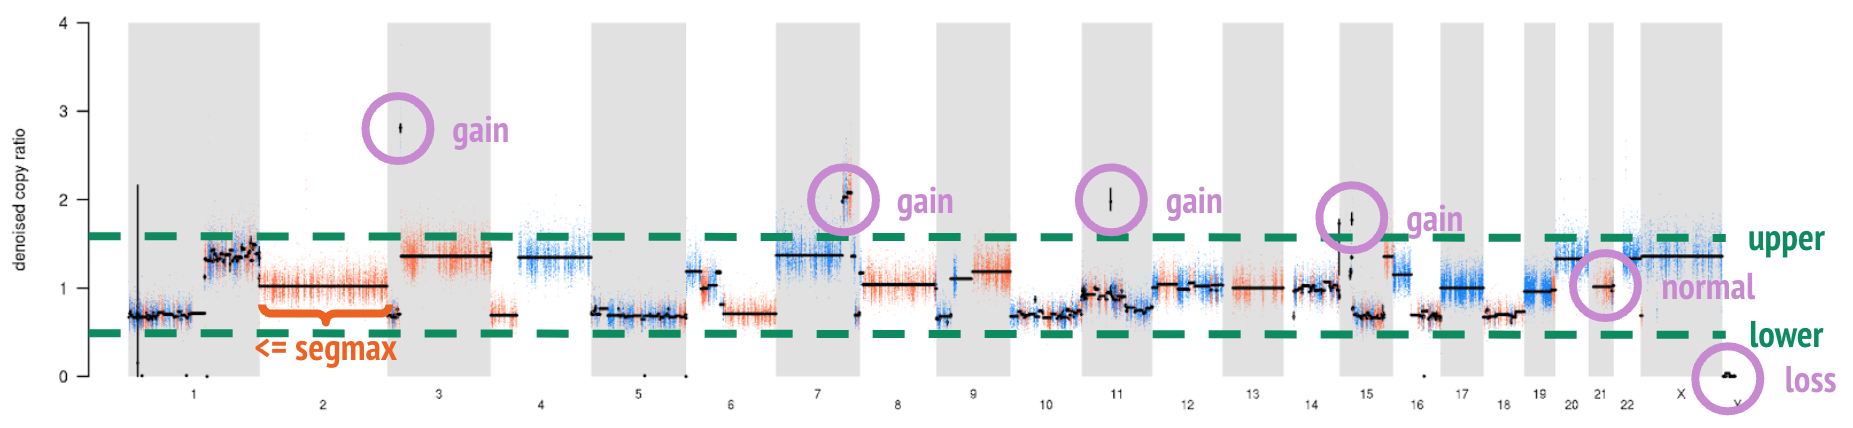 4
3
2
1
0
denoised copy ratio
gain
gain
gain
gain
upper
normal
lower
<= segmax
loss
1
2
3
4
5
6
7
8
9
10
11
12
13
14
15
16
17
18
19
20
21
22
X
Y